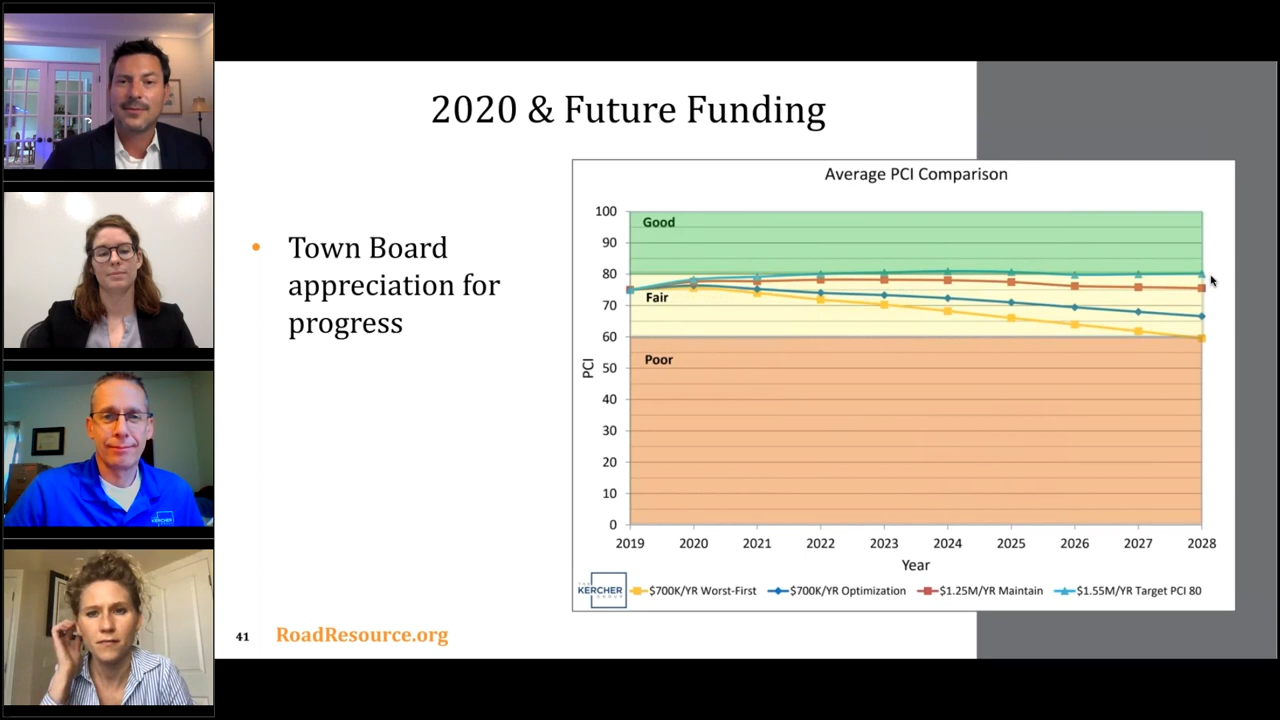 2020 & Future Funding
• Town Board
appreciation for
progress
Average PCI Comparison
100
90
80
70
60
50
40
30
20
10
0
Good
Fair
Poor
PCI
2019 2020 2021 2022 2023 2024 2025 2026 2027 2028
Year
KERCHER
$700K/YR Worst-First $700K/YR Optimization $1.25M/YR Maintain $1.55M/YR Target PCI 80
41 RoadResource.org
KERCHER